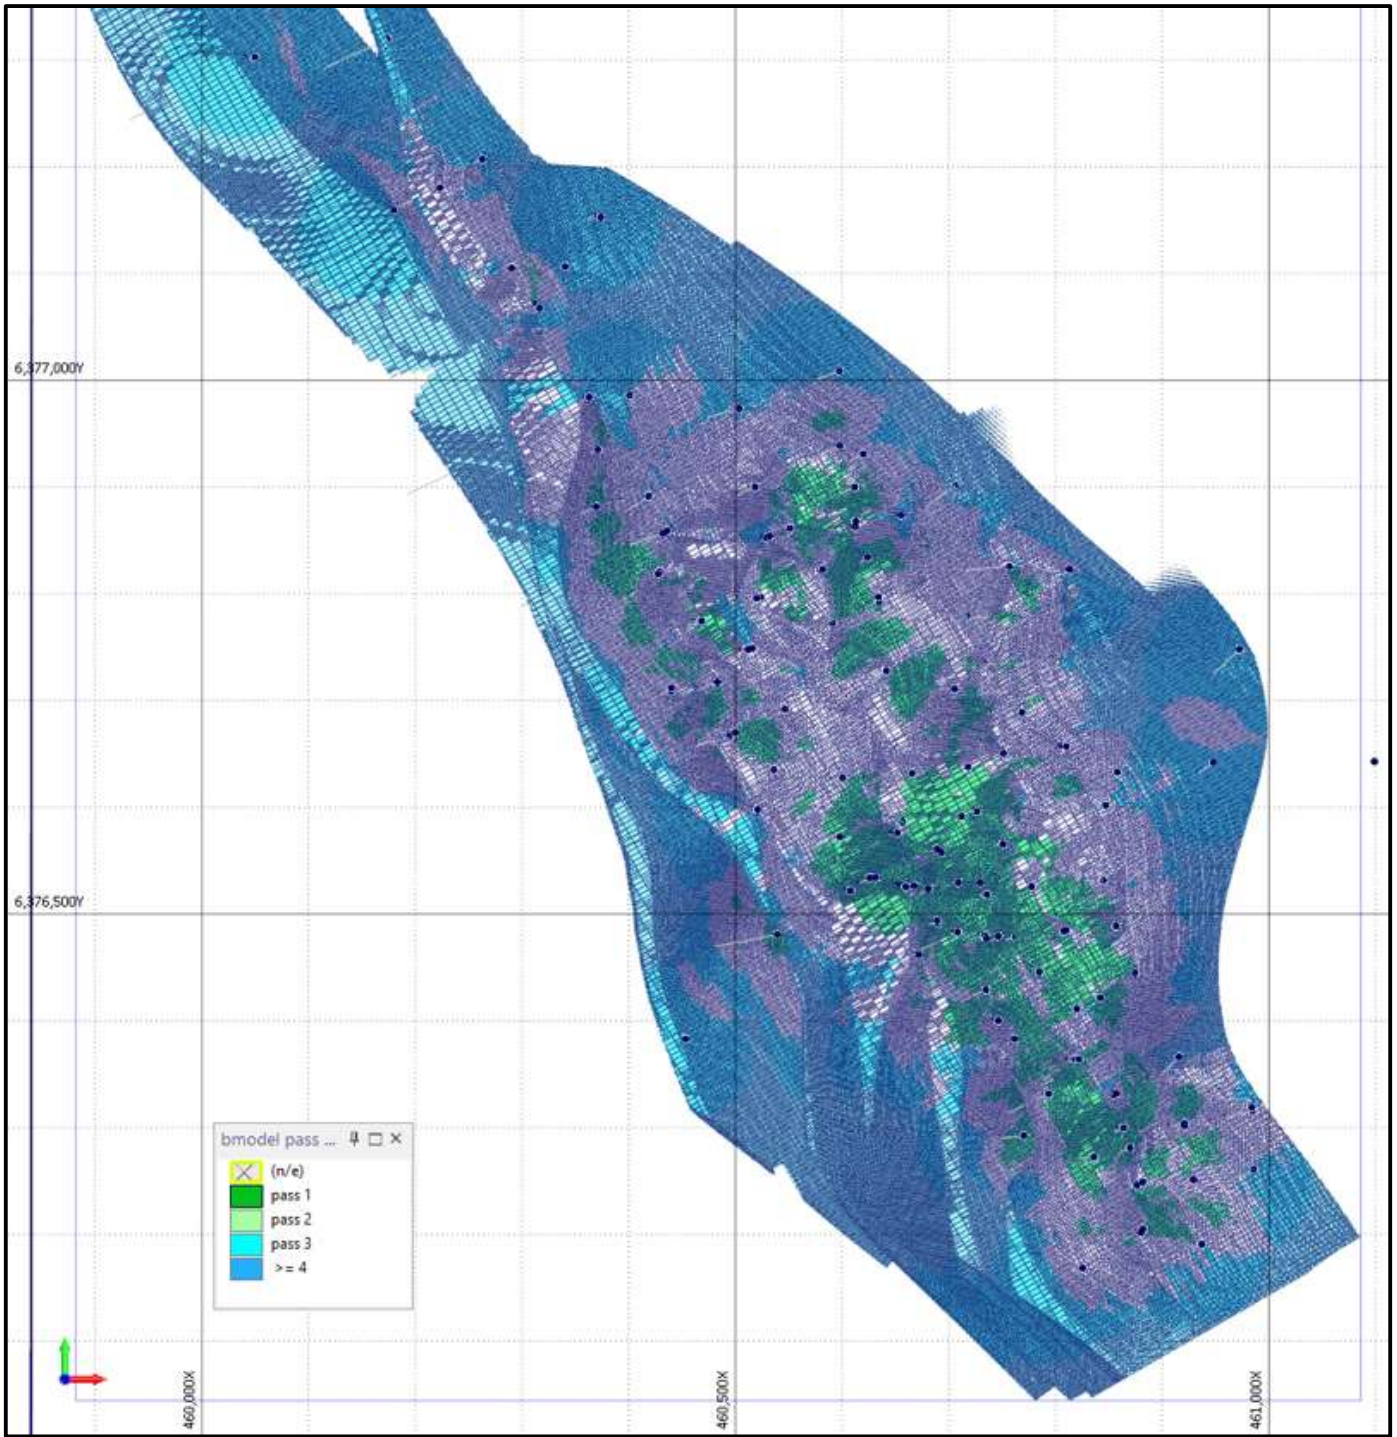 6,377,000Y
6,376,500Y
bmodel pass ...
(n/e)
pass 1
pass 2
pass 3
>= 4
460,000X
460,500X
461,000X